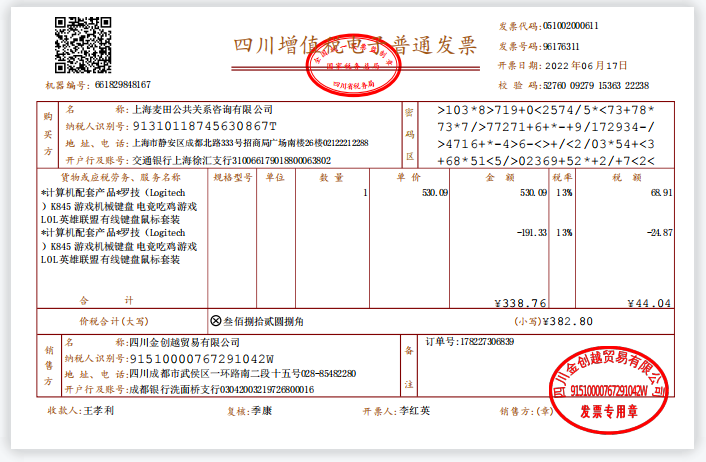 四川增值税电子普通发票
全国统一发票监制章
国家税务总局
四川省税务局
发票代码:051002000611
发票号码:96176311
开票日期:2022年06月17日
校 验 码:52760 09279 15363 22238
机器编号: 661829848167
购买方
名 称:上海麦田公共关系咨询有限公司
纳税人识别号:91310118745630867T
地 址、电 话:上海市静安区成都北路333号招商局广场南楼26楼02122212288
开户行及账号:交通银行上海徐汇支行310066179018800063802
密码区
>103*8>719+0<2574/5*<73+78*
73*7/>77271+6+*-+9/172934-/
>4716+*-4>6-<>+/<2/03*54+<3
+68*51<5/>02369+52*+2/+7<2<
货物或应税劳务、服务名称 规格型号 单位 数 量 单 价 金 额 税率 税 额
*计算机配套产品*罗技(Logitech 1 530.09 530.09 13% 68.91
)K845 游戏机械键盘 电竞吃鸡游戏
LOL英雄联盟 有线键盘鼠标套装
*计算机配套产品*罗技(Logitech -191.33 13% -24.87
)K845 游戏机械键盘 电竞吃鸡游戏
LOL英雄联盟 有线键盘鼠标套装
合 计 ¥338.76 ¥44.04
价税合计(大写) ⊗叁佰捌拾贰圆捌角 (小写)¥382.80
销售方
名 称:四川金创越贸易有限公司
纳税人识别号:91510000767291042W
地 址、电 话:四川成都市武侯区一环路南二段十五号028-85482280
开户行及账号:成都银行洗面桥支行03042003219726800016
备注
订单号:178227306839
四川金创越贸易有限公司
91510000767291042W
发票专用章
收款人:王孝利 复核:季康 开票人:李红英 销售方:(章)